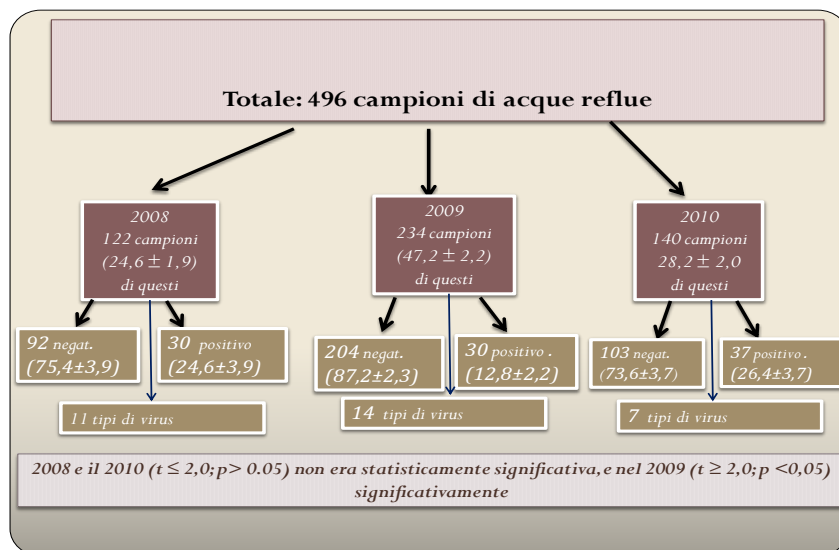 Totale: 496 campioni di acque reflue
2008
122 campioni
(24,6 ± 1,9)
di questi
2009
234 campioni
(47,2 ± 2,2)
di questi
2010
140 campioni
28,2 ± 2,0
di questi
92 negat.
(75,4±3,9)
30 positivo
(24,6±3,9)
204 negat.
(87,2±2,3)
30 positivo .
(12,8±2,2)
103 negat.
(73,6±3,7)
37 positivo .
(26,4±3,7)
11 tipi di virus
14 tipi di virus
7 tipi di virus
2008 e il 2010 (t ≤ 2,0; p> 0.05) non era statisticamente significativa, e nel 2009 (t ≥ 2,0; p <0,05)
significativamente